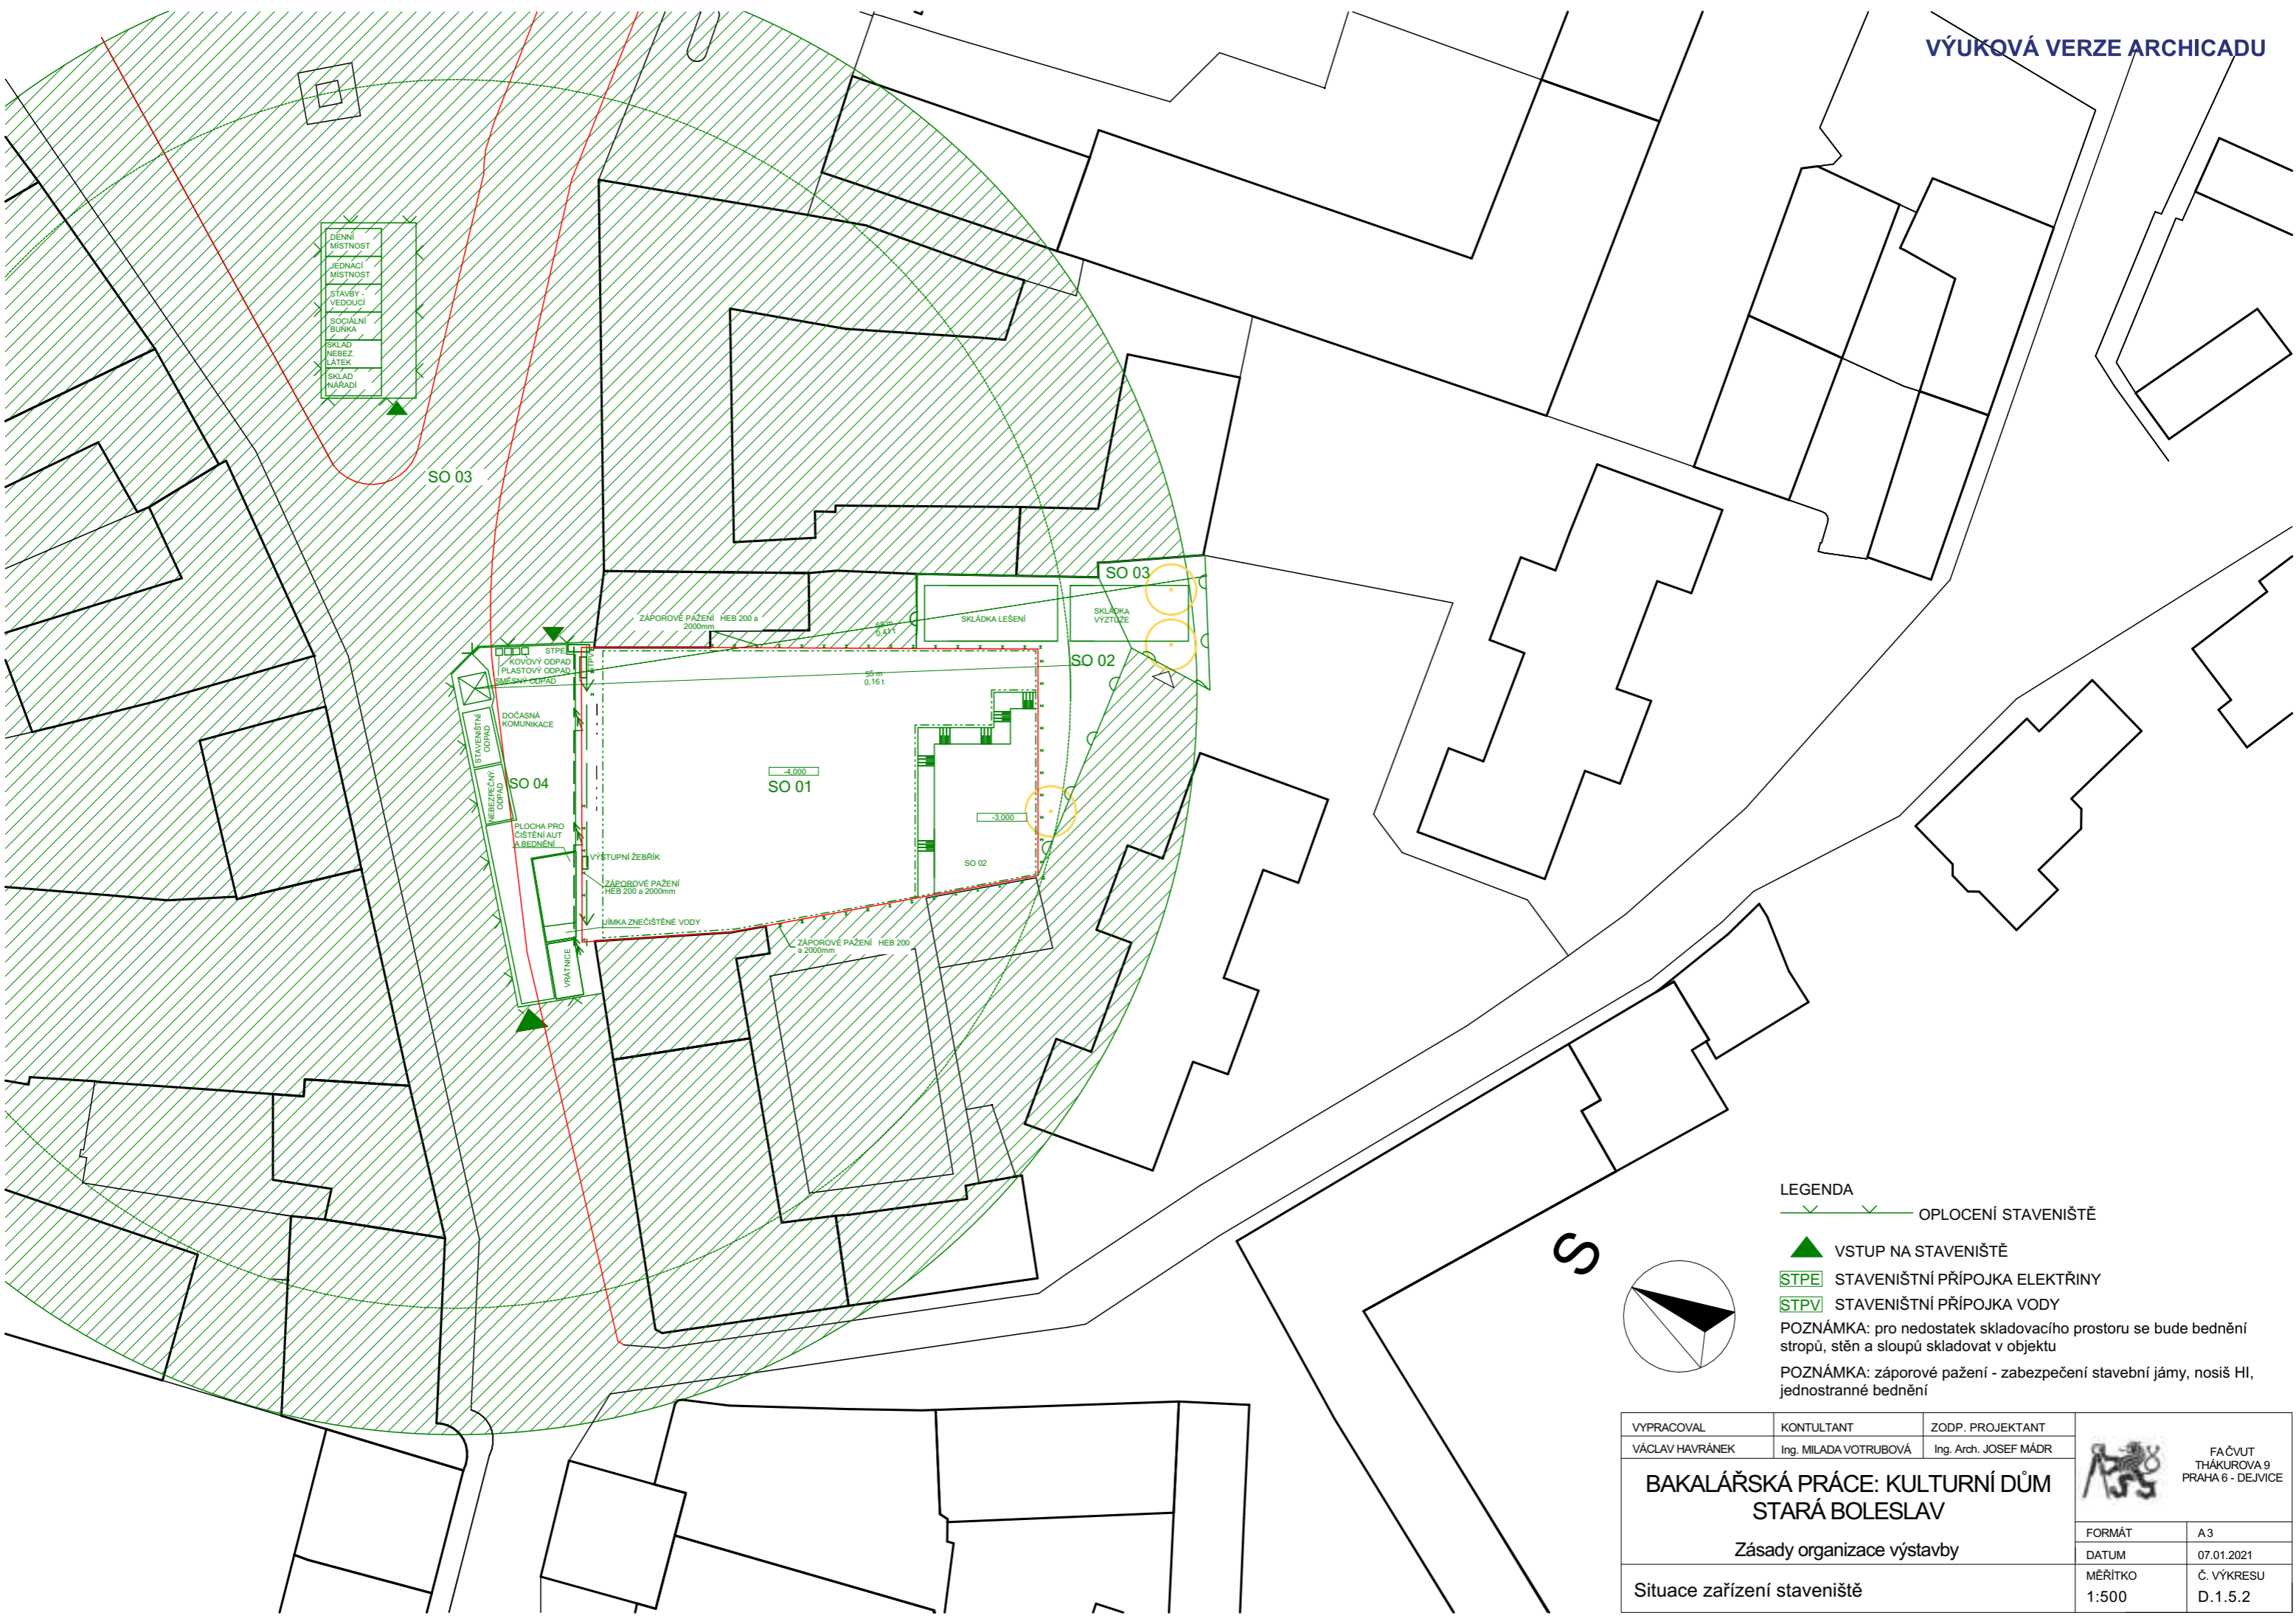 VÝUKOVÁ VERZE ARCHICADU
DENNÍ
MÍSTNOST
JEDNACÍ
MÍSTNOST
STAVBY -
VEDOUCÍ
SOCIÁLNÍ
BUŇKA
SKLAD
NEBEZ.
LÁTEK
SKLAD
NÁŘADÍ
SO 03
SO 03
SKLÁDKA LEŠENÍ
SKLÁDKA
VÝZTUŽE
ZÁPOROVÉ PAŽENÍ HEB 200 a
2000mm
0,41 t
SO 02
STPE
STPV
KOVOVÝ ODPAD
PLASTOVÝ ODPAD
SMĚSNÝ ODPAD
55 m
0,16 t
DOČASNÁ
KOMUNIKACE
STAVENIŠTNÍ
ODPAD
NEBEZPEČNÝ
ODPAD
SO 04
-4,000
SO 01
-3,000
SO 02
PLOCHA PRO
ČIŠTĚNÍ AUT
A BEDNĚNÍ
VÝSTUPNÍ ŽEBŘÍK
ZÁPOROVÉ PAŽENÍ
HEB 200 a 2000mm
JÍMKA ZNEČIŠTĚNÉ VODY
ZÁPOROVÉ PAŽENÍ HEB 200
a 2000mm
VRÁTNICE
S
LEGENDA
OPLOCENÍ STAVENIŠTĚ
VSTUP NA STAVENIŠTĚ
STPE STAVENIŠTNÍ PŘÍPOJKA ELEKTŘINY
STPV STAVENIŠTNÍ PŘÍPOJKA VODY
POZNÁMKA: pro nedostatek skladovacího prostoru se bude bednění
stropů, stěn a sloupů skladovat v objektu
POZNÁMKA: záporové pažení - zabezpečení stavební jámy, nosiš HI,
jednostranné bednění
VYPRACOVAL KONTULTANT ZODP. PROJEKTANT
VÁCLAV HAVRÁNEK Ing. MILADA VOTRUBOVÁ Ing. Arch. JOSEF MÁDR
FA ČVUT
THÁKUROVA 9
PRAHA 6 - DEJVICE
BAKALÁŘSKÁ PRÁCE: KULTURNÍ DŮM
STARÁ BOLESLAV
Zásady organizace výstavby
Situace zařízení staveniště
FORMÁT A3
DATUM 07.01.2021
MĚŘÍTKO Č. VÝKRESU
1:500 D.1.5.2